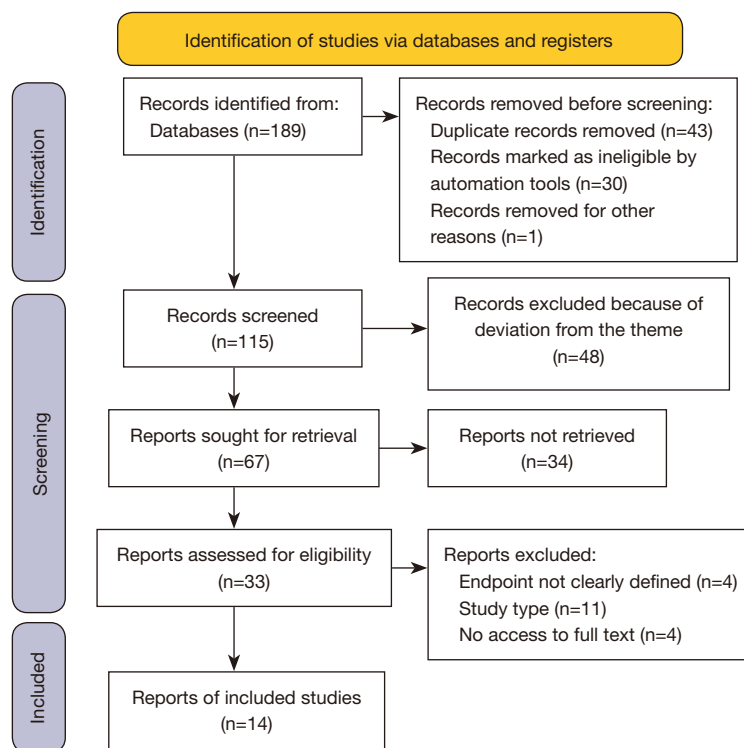 Identification of studies via databases and registers
Identification
Records identified from:
Databases (n=189)
Records removed before screening:
Duplicate records removed (n=43)
Records marked as ineligible by
automation tools (n=30)
Records removed for other
reasons (n=1)
Screening
Records screened
(n=115)
Records excluded because of
deviation from the theme
(n=48)
Reports sought for retrieval
(n=67)
Reports not retrieved
(n=34)
Reports assessed for eligibility
(n=33)
Reports excluded:
Endpoint not clearly defined (n=4)
Study type (n=11)
No access to full text (n=4)
Included
Reports of included studies
(n=14)